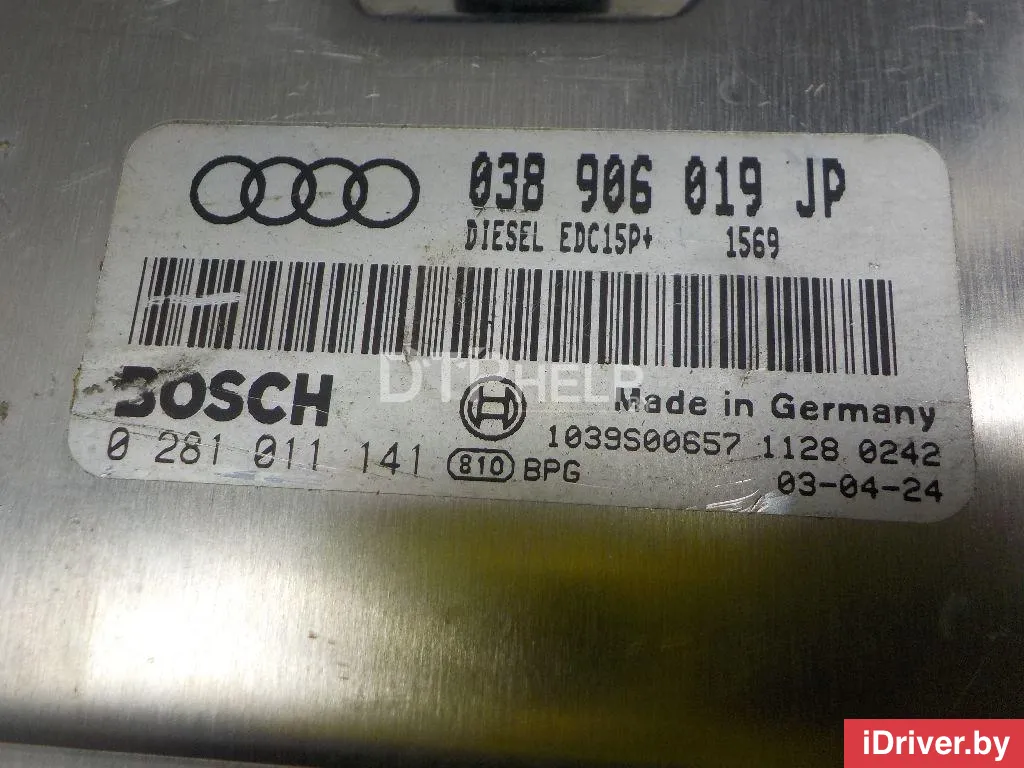 038 906 019 JP
DIESEL EDC15P+ 1569
BOSCH
DTPHELP
Made in Germany
0 281 011 141
810 BPG
1039S00657 1128 0242
03-04-24
iDriver.by